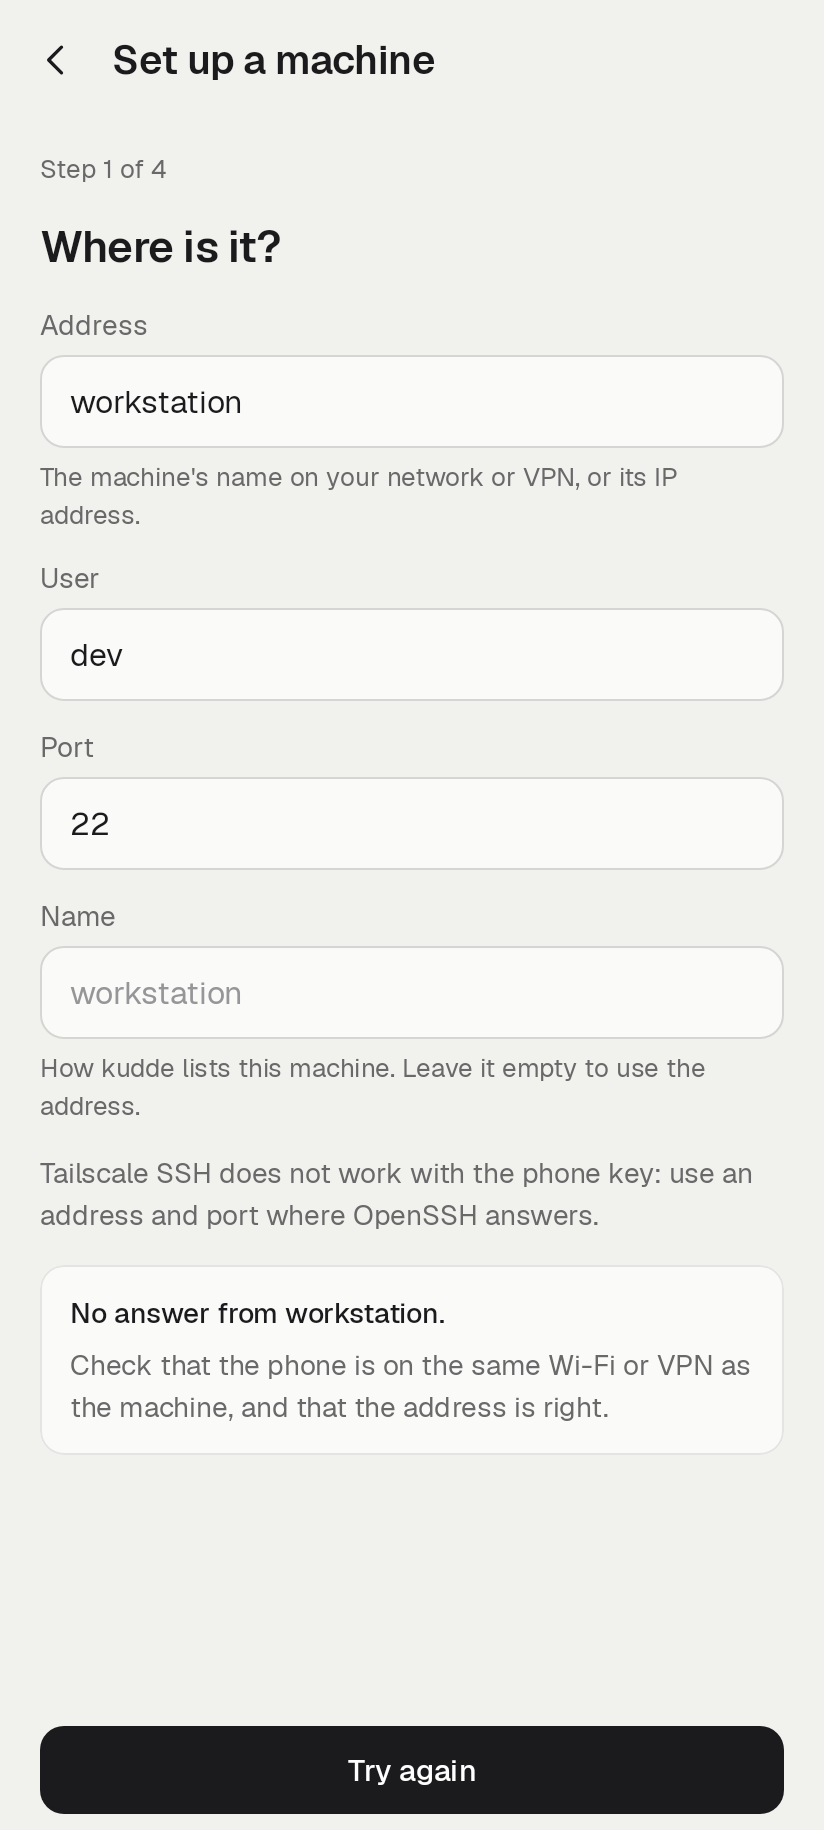 Set up a machine
Step 1 of 4
Where is it?
Address
workstation
The machine's name on your network or VPN, or its IP
address.
User
dev
Port
22
Name
workstation
How kudde lists this machine. Leave it empty to use the
address.
Tailscale SSH does not work with the phone key: use an
address and port where OpenSSH answers.
No answer from workstation.
Check that the phone is on the same Wi-Fi or VPN as
the machine, and that the address is right.
Try again